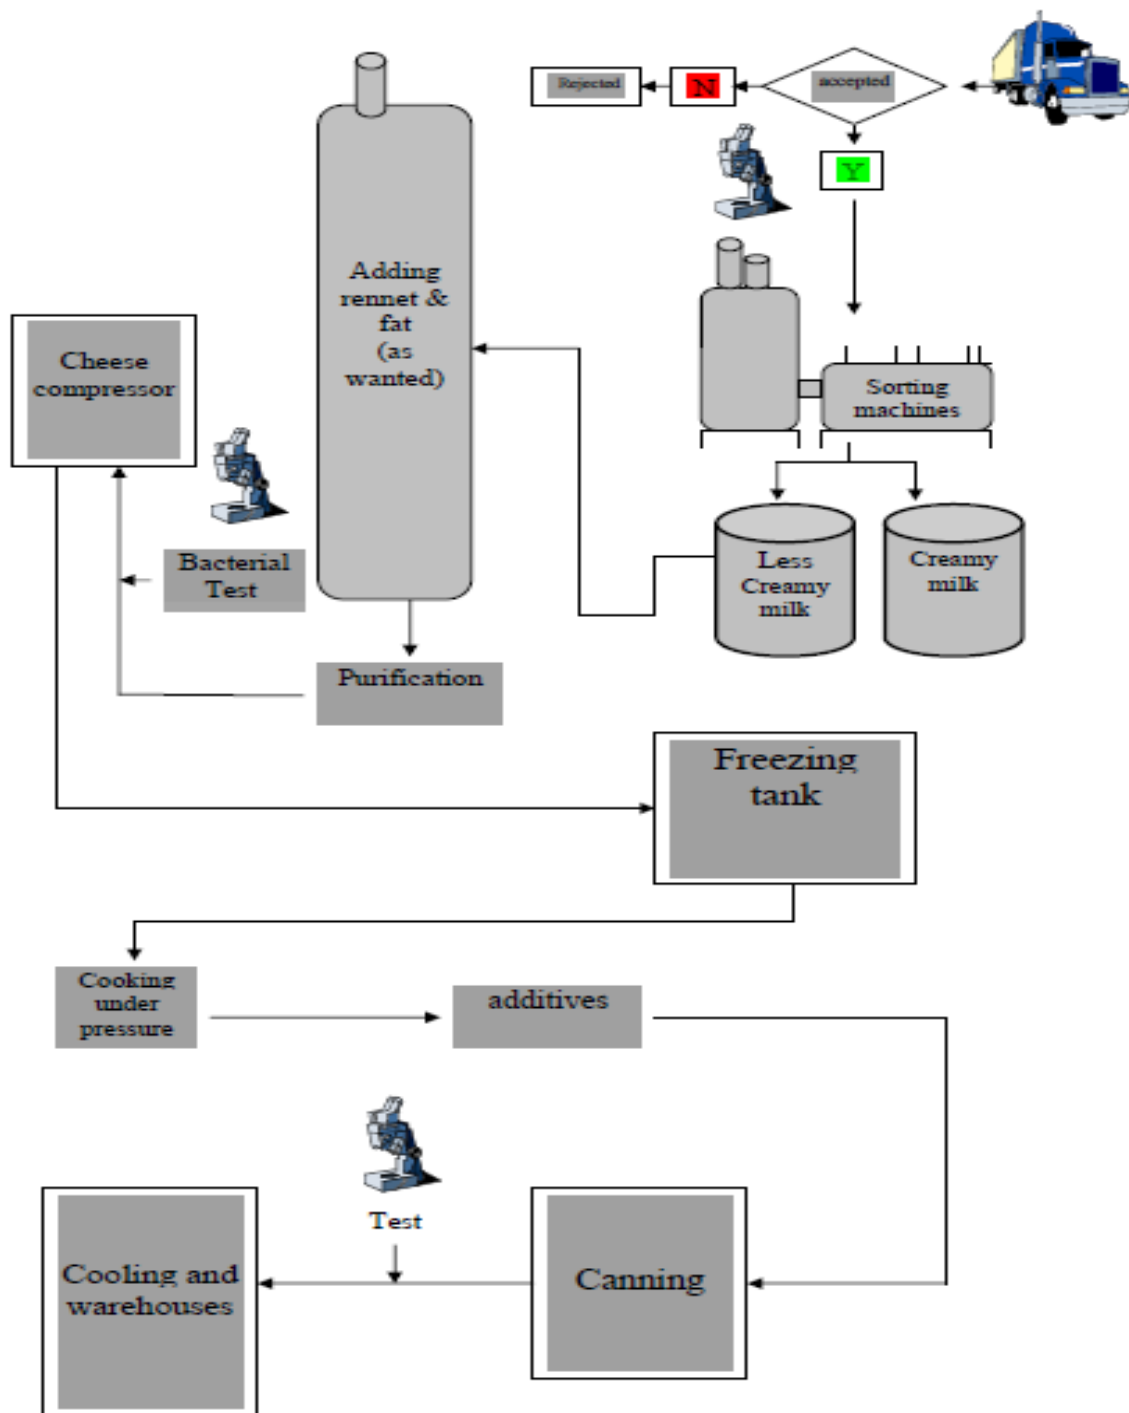 Rejected
N
accepted
Y
Adding
rennet &
fat
(as
wanted)
Cheese
compressor
Sorting
machines
Bacterial
Test
Less
Creamy
milk
Creamy
milk
Purification
Freezing
tank
Cooking
under
pressure
additives
Test
Cooling and
warehouses
Canning